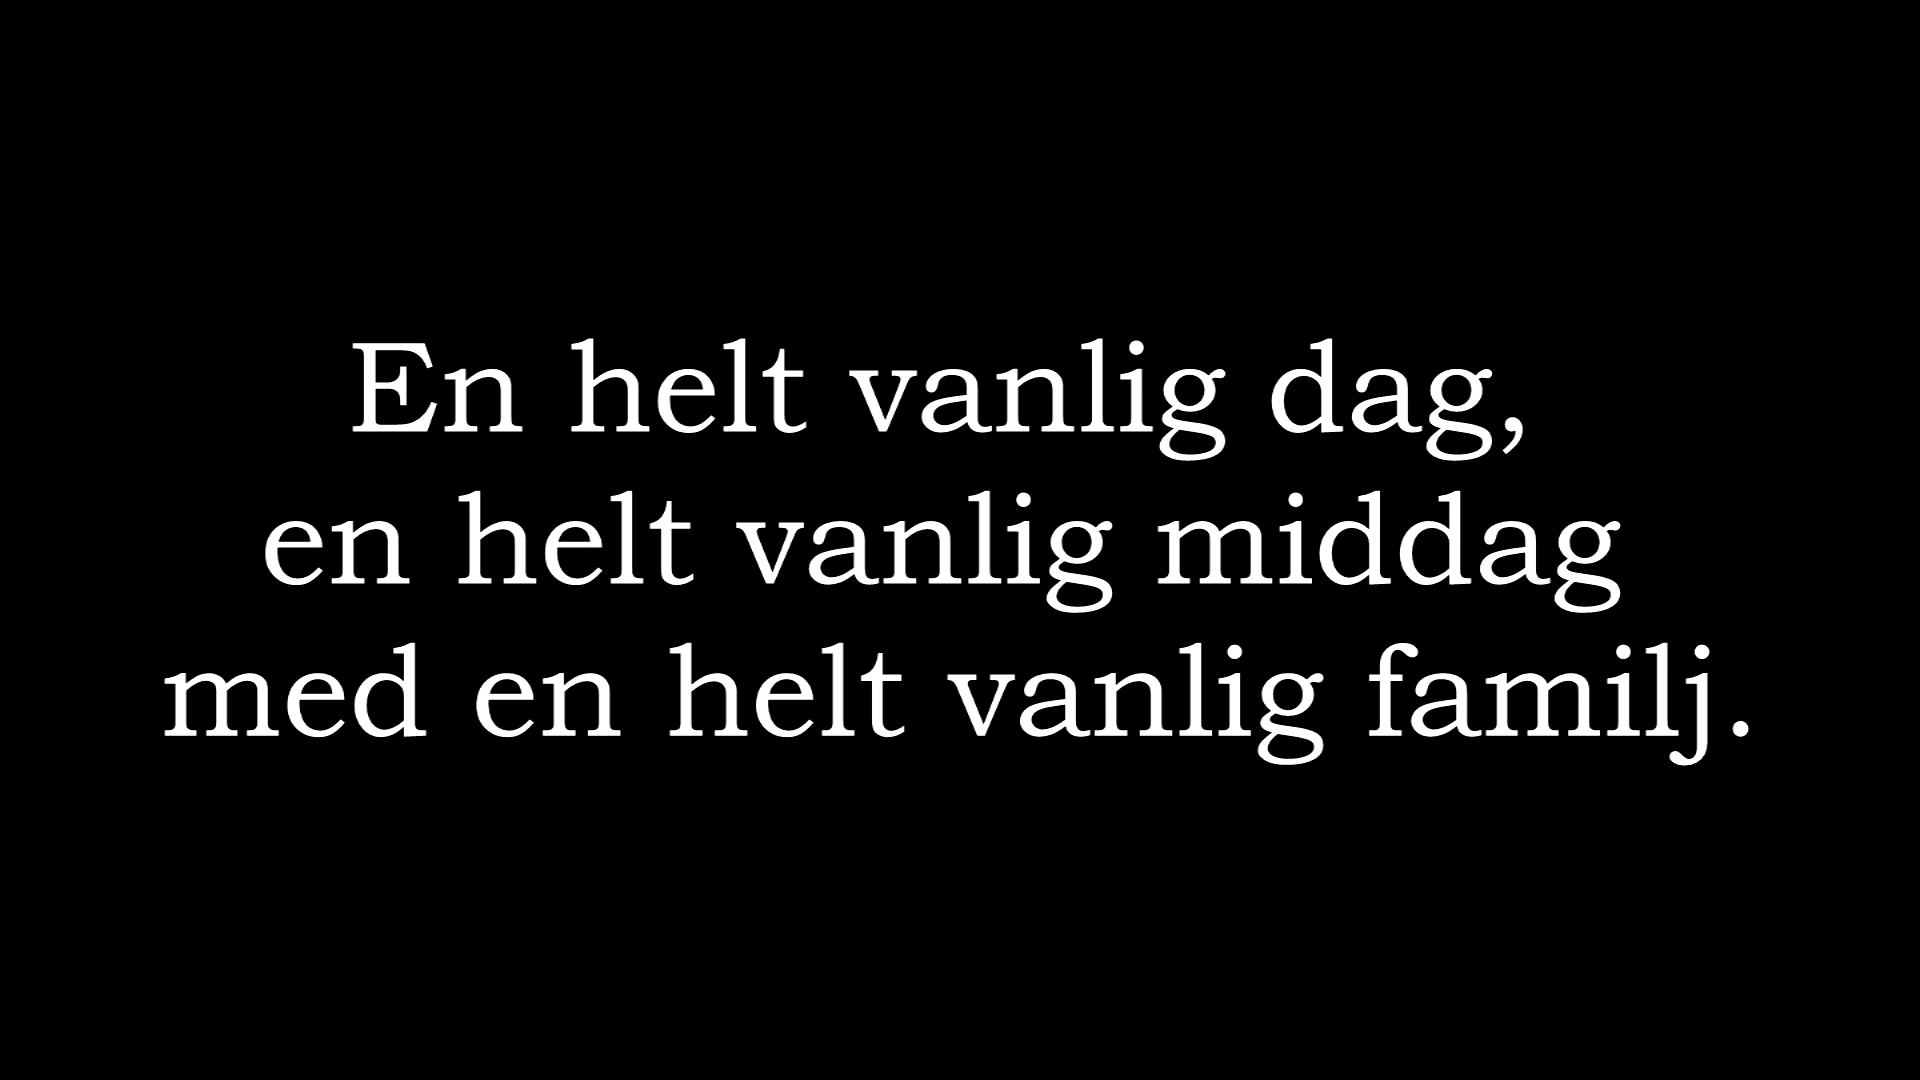 En helt vanlig dag,
en helt vanlig middag
med en helt vanlig familj.